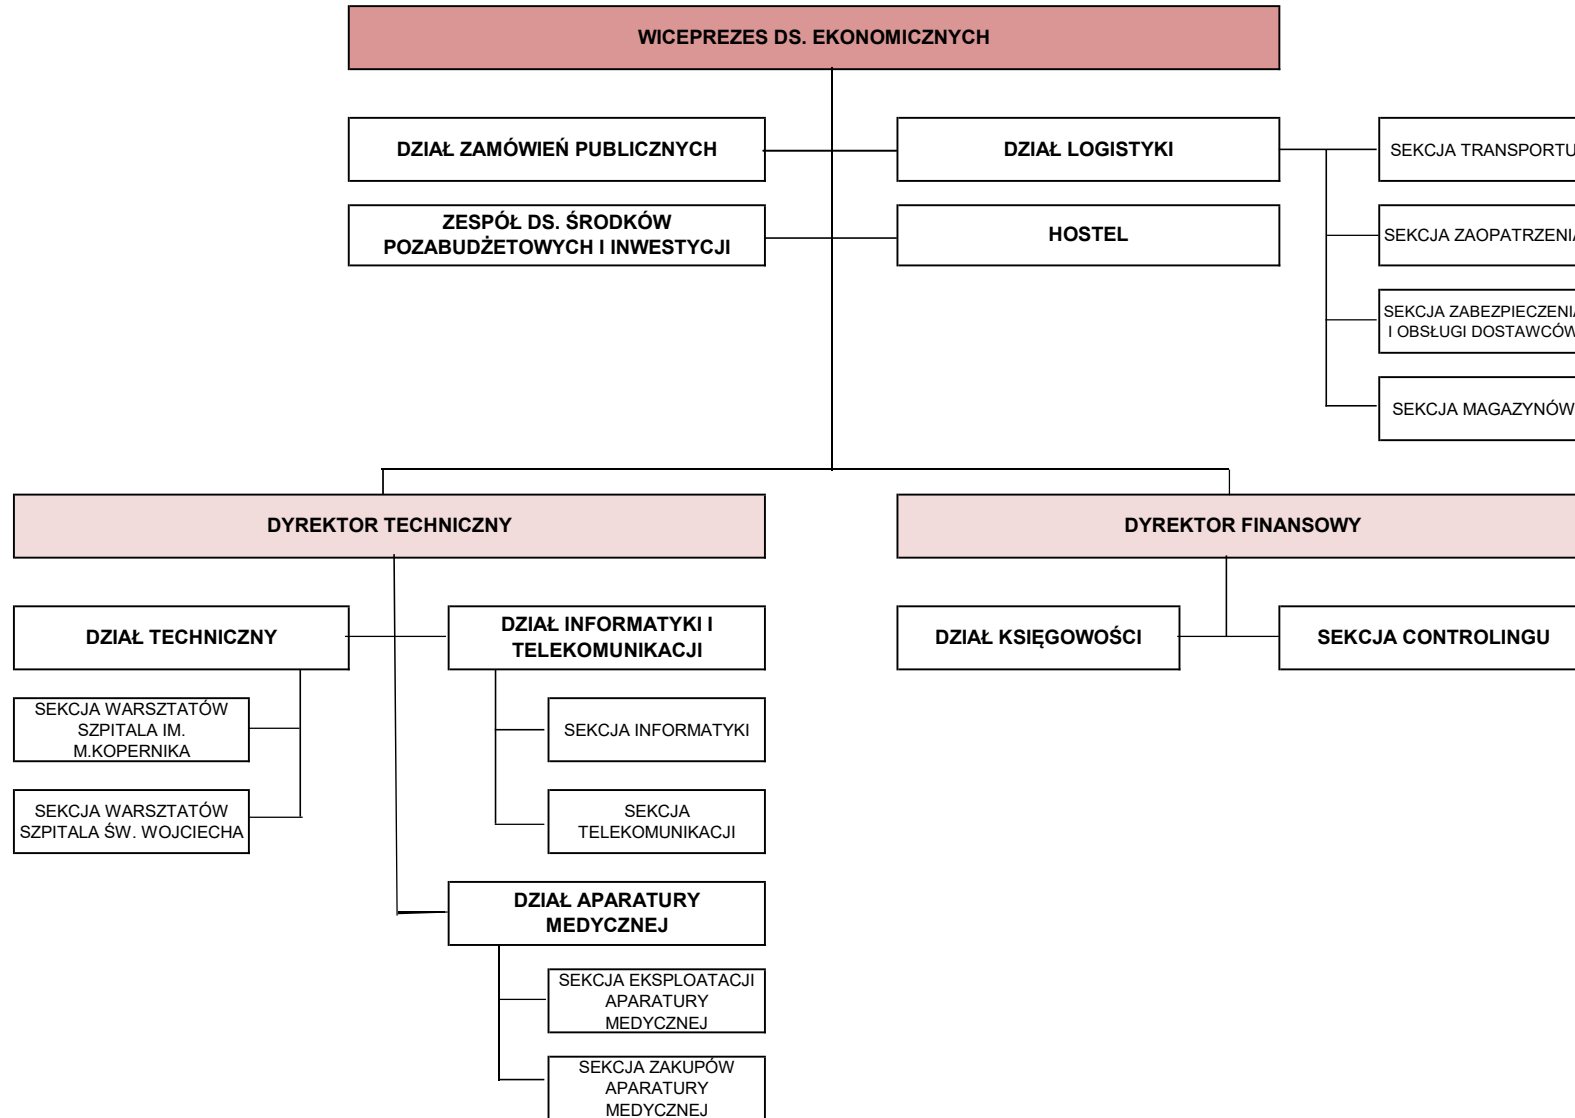 WICEPREZES DS. EKONOMICZNYCH
DZIAŁ ZAMÓWIEŃ PUBLICZNYCH
DZIAŁ LOGISTYKI
SEKCJA TRANSPORTU
ZESPÓŁ DS. ŚRODKÓW
POZABUDŻETOWYCH I INWESTYCJI
HOSTEL
SEKCJA ZAOPATRZENIA
SEKCJA ZABEZPIECZENIA
I OBSŁUGI DOSTAWCÓW
SEKCJA MAGAZYNÓW
DYREKTOR TECHNICZNY
DYREKTOR FINANSOWY
DZIAŁ TECHNICZNY
DZIAŁ INFORMATYKI I
TELEKOMUNIKACJI
DZIAŁ KSIĘGOWOŚCI
SEKCJA CONTROLINGU
SEKCJA WARSZTATÓW
SZPITALA IM.
M.KOPERNIKA
SEKCJA INFORMATYKI
SEKCJA WARSZTATÓW
SZPITALA ŚW. WOJCIECHA
SEKCJA
TELEKOMUNIKACJI
DZIAŁ APARATURY
MEDYCZNEJ
SEKCJA EKSPLOATACJI
APARATURY
MEDYCZNEJ
SEKCJA ZAKUPÓW
APARATURY
MEDYCZNEJ